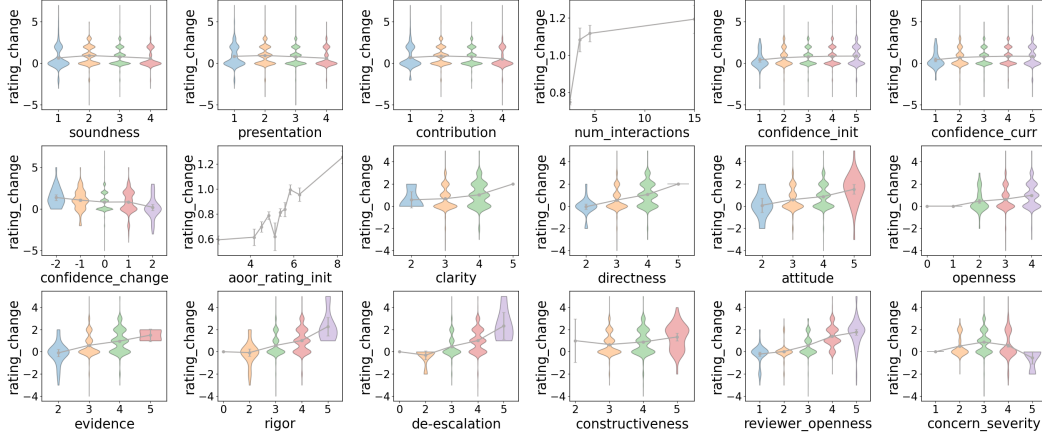 rating_change
5
0
−5
1 2 3 4
soundness
rating_change
5
0
−5
1 2 3 4
presentation
rating_change
5
0
−5
1 2 3 4
contribution
rating_change
1.2
1.0
0.8
5 10 15
num_interactions
rating_change
5
0
−5
1 2 3 4 5
confidence_init
rating_change
5
0
−5
1 2 3 4 5
confidence_curr
rating_change
5
0
−5
-2 -1 0 1 2
confidence_change
rating_change
1.2
1.0
0.8
0.6
4 6 8
aoor_rating_init
rating_change
4
2
0
−2
−4
2 3 4 5
clarity
rating_change
4
2
0
−2
−4
2 3 4 5
directness
rating_change
4
2
0
−2
−4
2 3 4 5
attitude
rating_change
4
2
0
−2
−4
0 1 2 3 4
openness
rating_change
4
2
0
−2
−4
2 3 4 5
evidence
rating_change
4
2
0
−2
−4
0 2 3 4 5
rigor
rating_change
4
2
0
−2
−4
0 2 3 4 5
de-escalation
rating_change
4
2
0
−2
−4
2 3 4 5
constructiveness
rating_change
4
2
0
−2
−4
1 2 3 4 5
reviewer_openness
rating_change
4
2
0
−2
−4
1 2 3 4 5
concern_severity